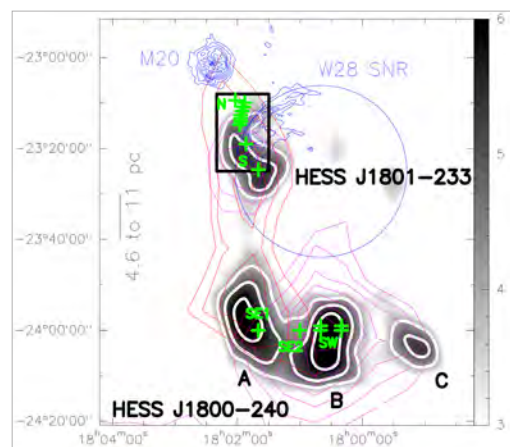 6
−23°00'00''
M20
W28 SNR
N
5
−23°20'00''
S
HESS J1801−233
4.6 to 11 pc
−23°40'00''
4
−24°00'00''
SE1
SE2
SW
A
B
C
HESS J1800−240
−24°20'00''
3
18ʰ04ᵐ00ˢ
18ʰ02ᵐ00ˢ
18ʰ00ᵐ00ˢ